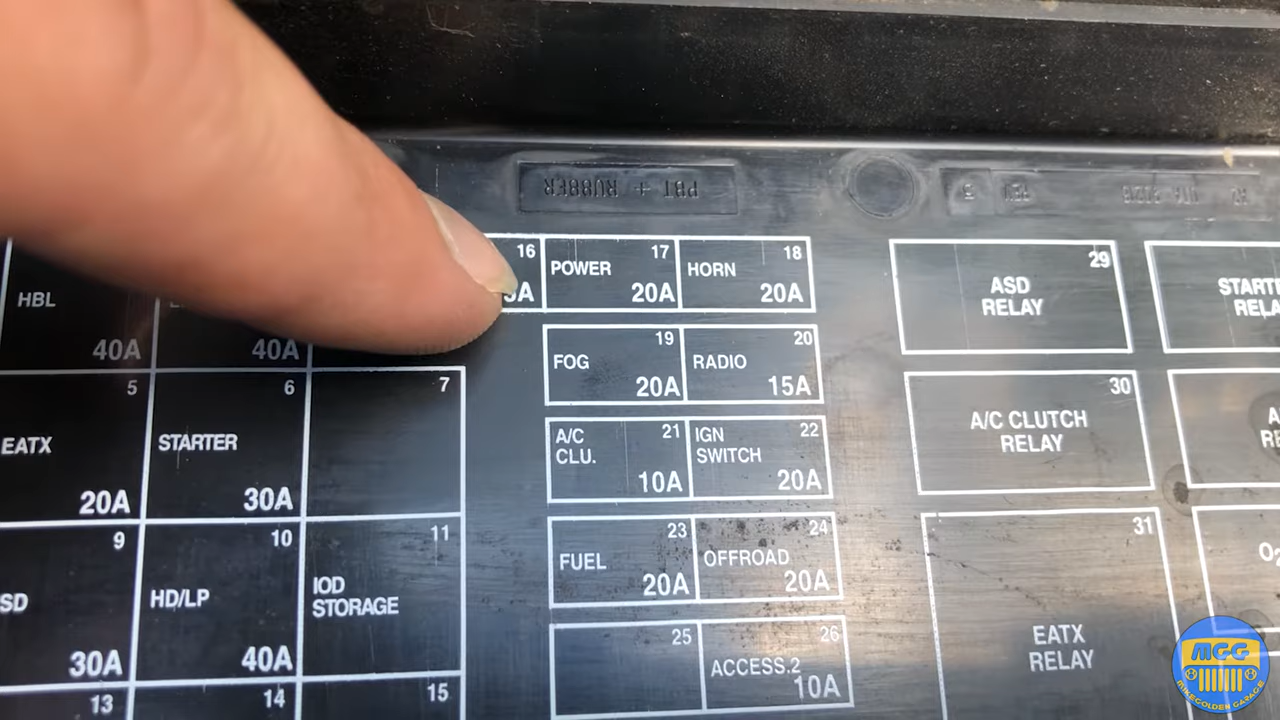 PBT + RUBBER
HBL
40A
40A
5
EATX
20A
6
STARTER
30A
7
9
SD
30A
10
HD/LP
40A
11
IOD
STORAGE
13
14
15
16
5A
17
POWER
20A
18
HORN
20A
19
FOG
20A
20
RADIO
15A
21
A/C
CLU.
10A
22
IGN
SWITCH
20A
23
FUEL
20A
24
OFFROAD
20A
25
26
ACCESS.2
10A
29
ASD
RELAY
30
A/C CLUTCH
RELAY
31
EATX
RELAY
MGG
MIKEGOLDEN GARAGE